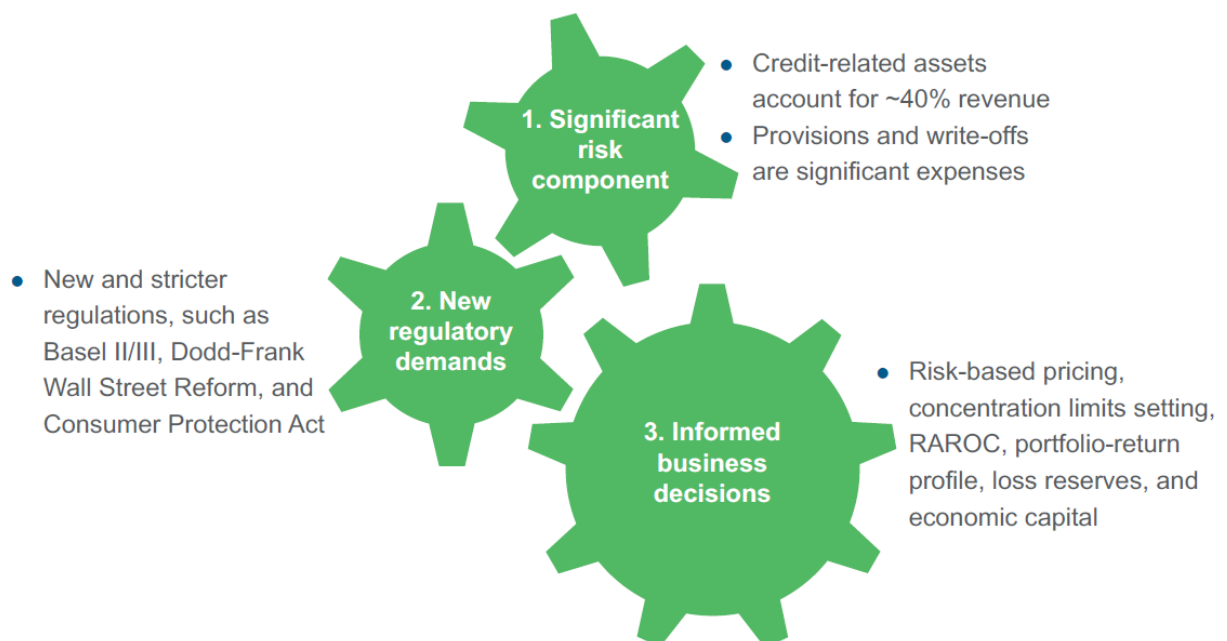 1. Significant
risk
component
● Credit-related assets
account for ~40% revenue
● Provisions and write-offs
are significant expenses
● New and stricter
regulations, such as
Basel II/III, Dodd-Frank
Wall Street Reform, and
Consumer Protection Act
2. New
regulatory
demands
3. Informed
business
decisions
● Risk-based pricing,
concentration limits setting,
RAROC, portfolio-return
profile, loss reserves, and
economic capital